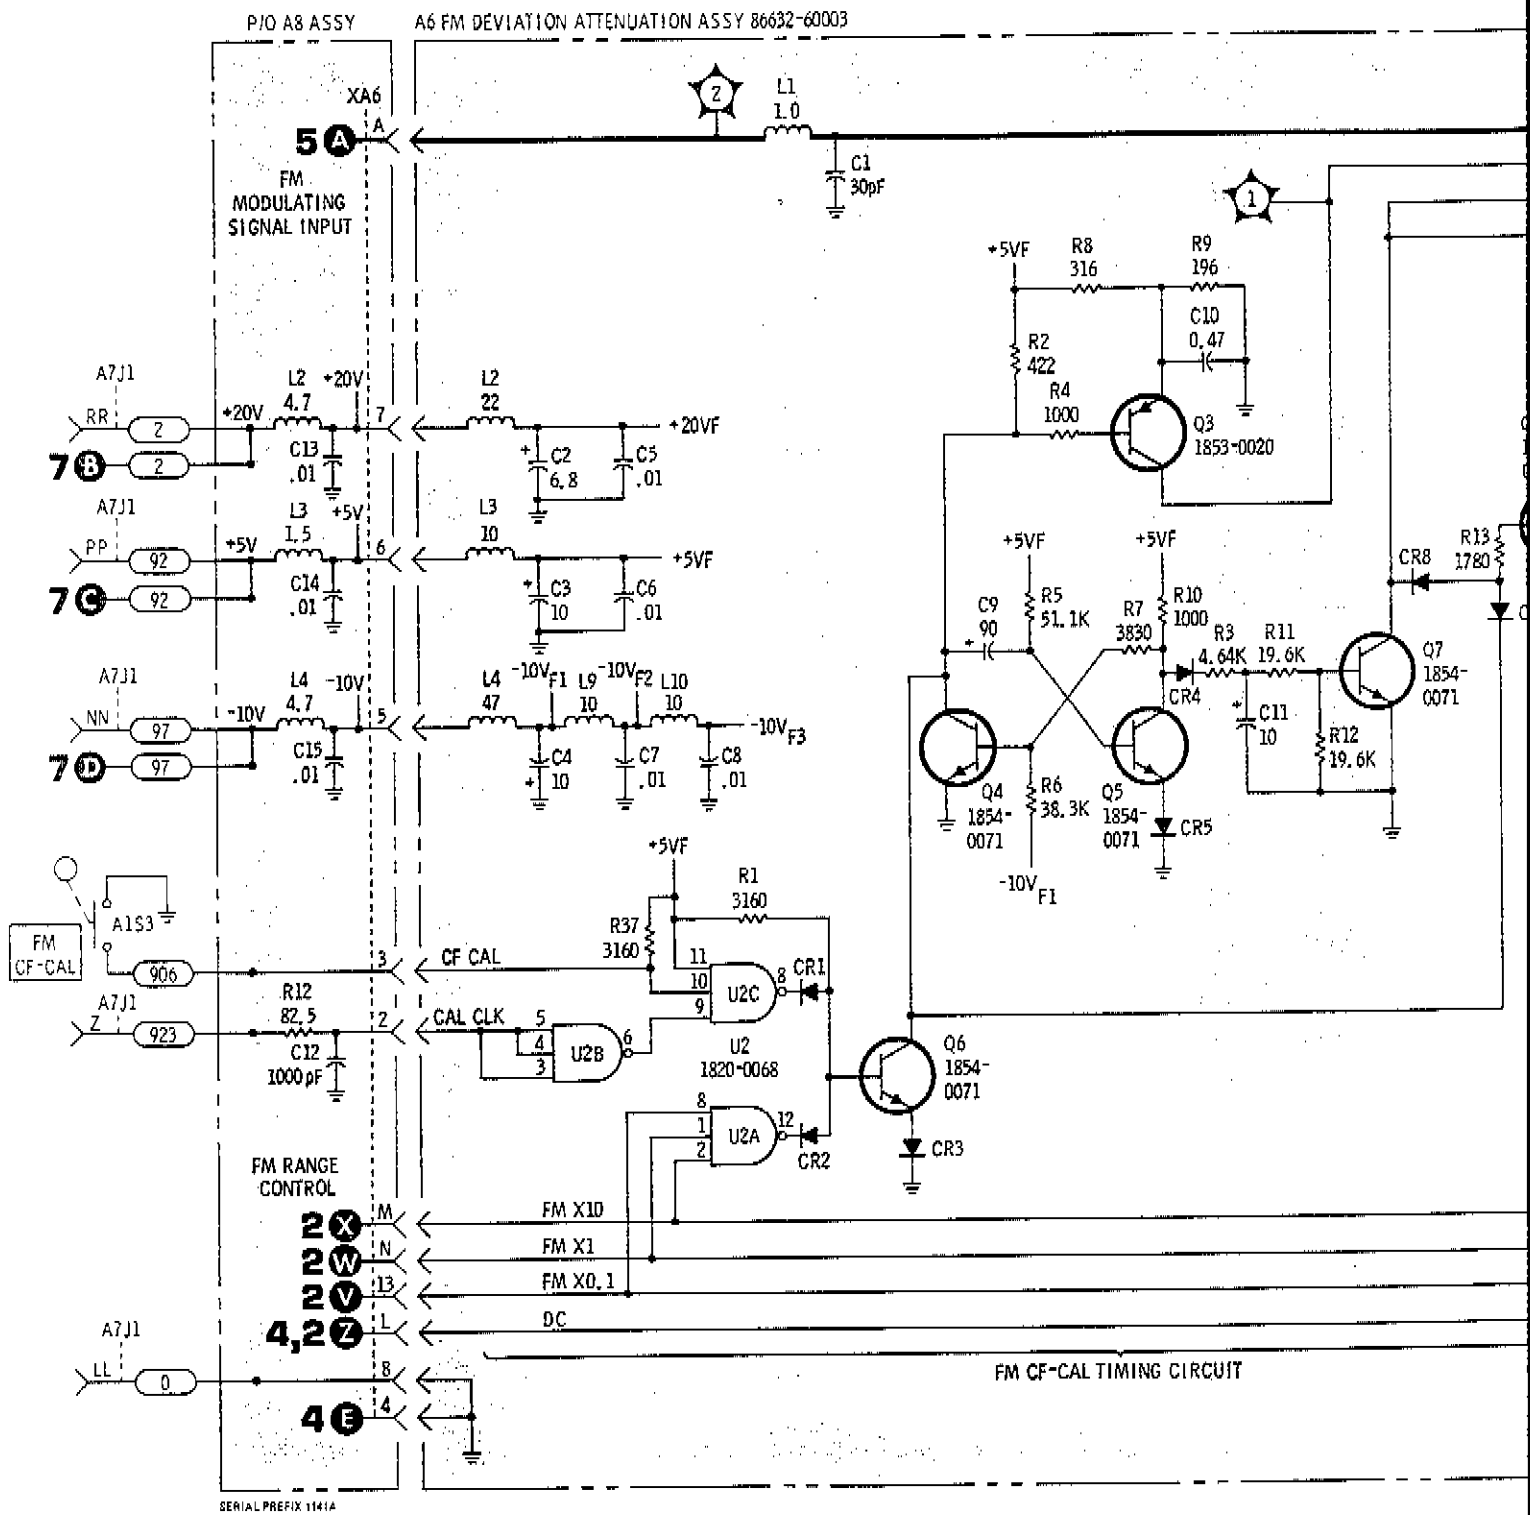 P/O A8 ASSY
A6 FM DEVIATION ATTENUATION ASSY 86632-60003
XA6
5 A
A
FM
MODULATING
SIGNAL INPUT
2
L1
1.0
C1
30pF
1
+5VF
R8
316
R9
196
C10
0.47
R2
422
R4
1000
Q3
1853-0020
A7J1
RR
2
+20V
L2
4.7
+20V
7
L2
22
+20VF
7 B
2
C13
.01
+
C2
6.8
C5
.01
A7J1
PP
92
+5V
L3
1.5
+5V
6
L3
10
+5VF
7 C
92
C14
.01
+
C3
10
C6
.01
+5VF
+5VF
C9
90
+
R5
51.1K
R7
3830
R10
1000
R3
4.64K
R11
19.6K
CR8
R13
1780
Q7
1854-
0071
CR4
+
C11
10
R12
19.6K
A7J1
NN
97
-10V
L4
4.7
-10V
5
L4
47
-10VF1
L9
10
-10VF2
L10
10
-10VF3
7 D
97
C15
.01
+
C4
10
C7
.01
C8
.01
Q4
1854-
0071
R6
38.3K
-10VF1
Q5
1854-
0071
CR5
A1S3
FM
CF-CAL
906
3
CF CAL
+5VF
R37
3160
R1
3160
11
10
9
U2C
8
CR1
A7J1
Z
923
R12
82.5
2
CAL CLK
C12
1000pF
5
4
3
U2B
6
U2
1820-0068
Q6
1854-
0071
8
1
2
U2A
12
CR2
CR3
FM RANGE
CONTROL
2 X
M
FM X10
2 W
N
FM X1
2 V
13
FM X0.1
4,2 Z
L
DC
FM CF-CAL TIMING CIRCUIT
A7J1
LL
0
8
4 E
4
SERIAL PREFIX 1141A